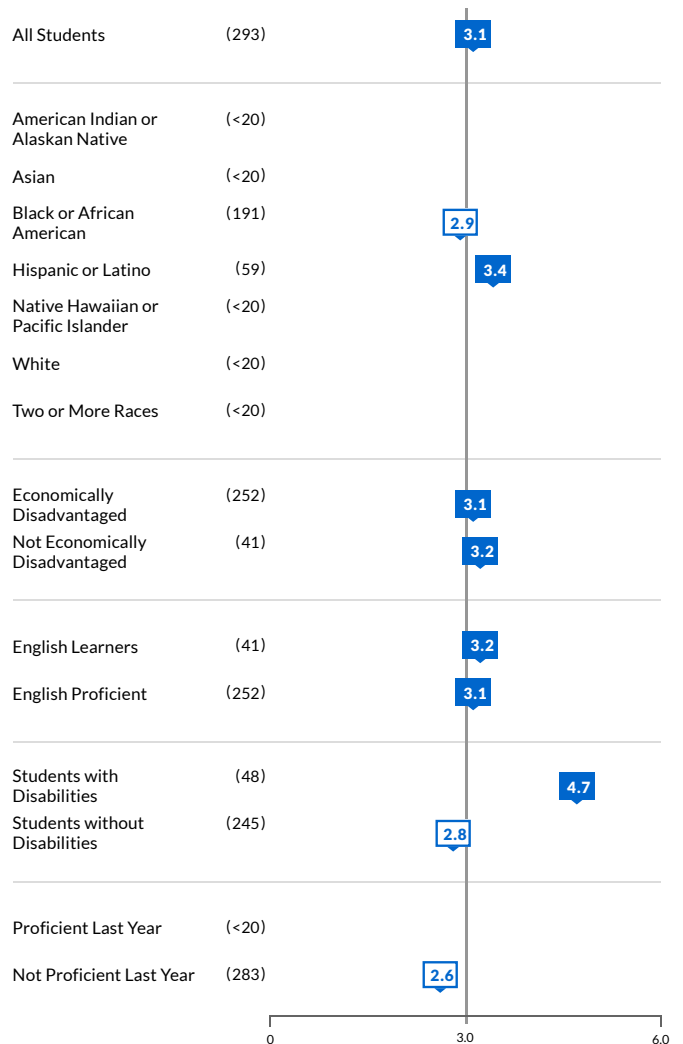 All Students (293) 3.1
American Indian or
Alaskan Native (<20)
Asian (<20)
Black or African
American (191) 2.9
Hispanic or Latino (59) 3.4
Native Hawaiian or
Pacific Islander (<20)
White (<20)
Two or More Races (<20)
Economically
Disadvantaged (252) 3.1
Not Economically
Disadvantaged (41) 3.2
English Learners (41) 3.2
English Proficient (252) 3.1
Students with
Disabilities (48) 4.7
Students without
Disabilities (245) 2.8
Proficient Last Year (<20)
Not Proficient Last Year (283) 2.6
0 3.0 6.0